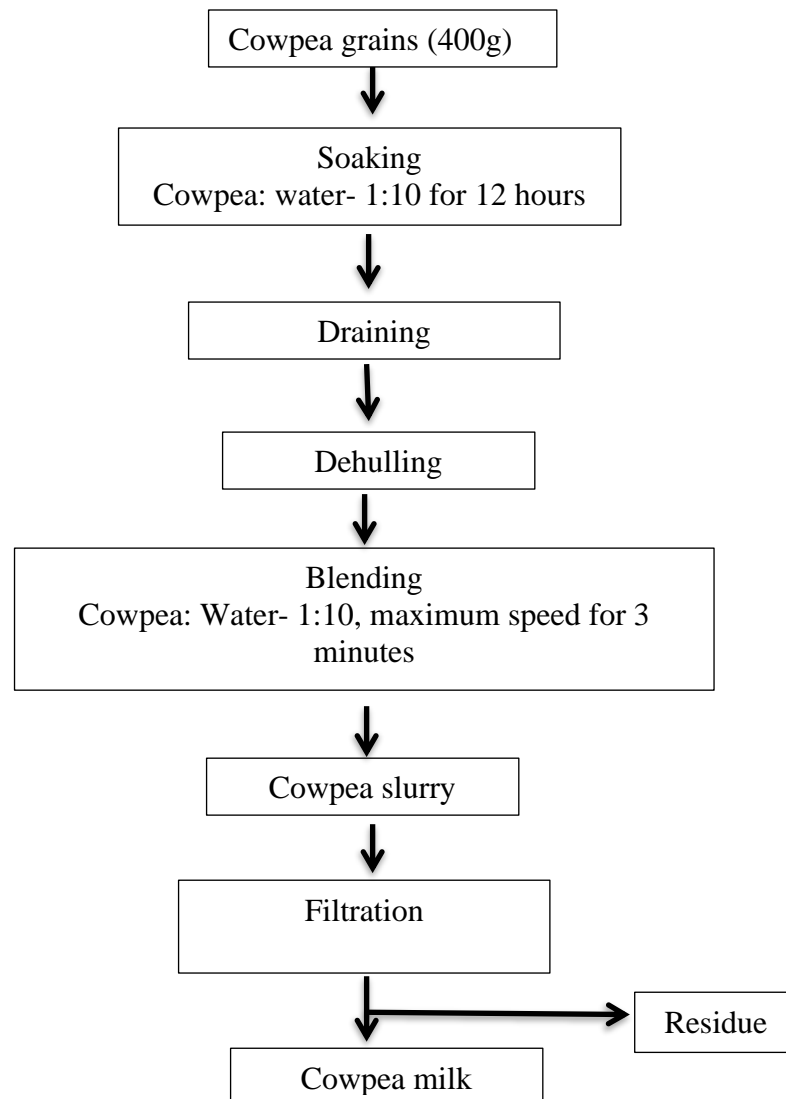 Cowpea grains (400g)
Soaking
Cowpea: water- 1:10 for 12 hours
Draining
Dehulling
Blending
Cowpea: Water- 1:10, maximum speed for 3
minutes
Cowpea slurry
Filtration
Residue
Cowpea milk